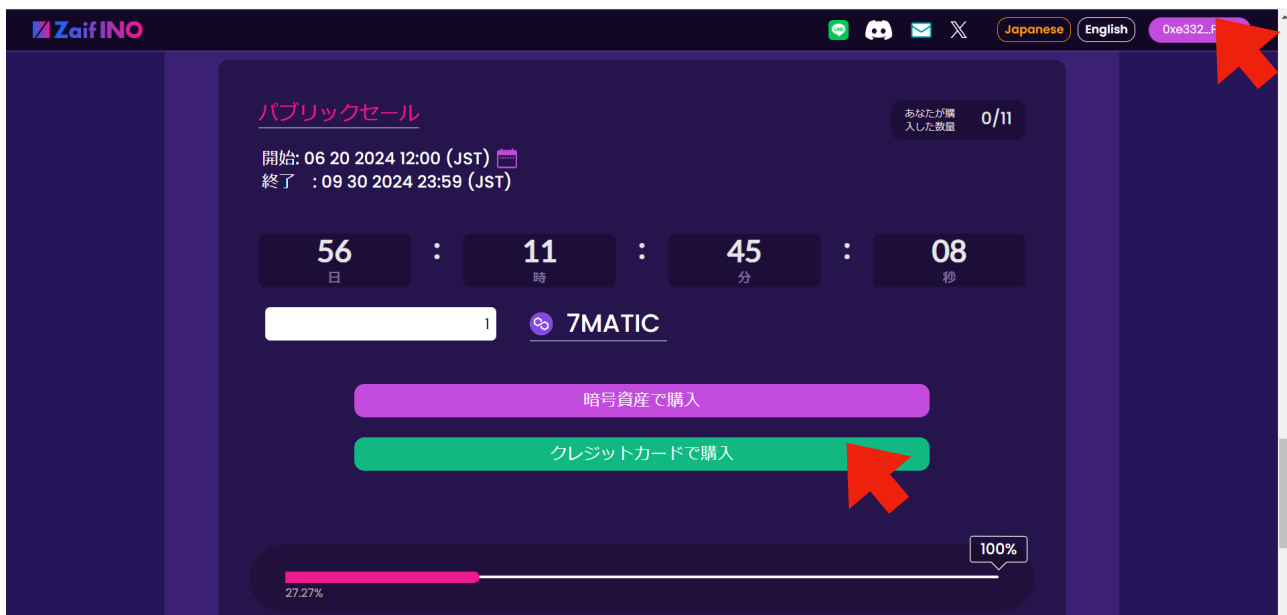 Zaif INO
LINE
Japanese
English
0xe332...
パブリックセール
あなたが購
入した数量
0/11
開始: 06 20 2024 12:00 (JST)
終了 : 09 30 2024 23:59 (JST)
56 : 11 : 45 : 08
日 時 分 秒
1
7MATIC
暗号資産で購入
クレジットカードで購入
100%
27.27%